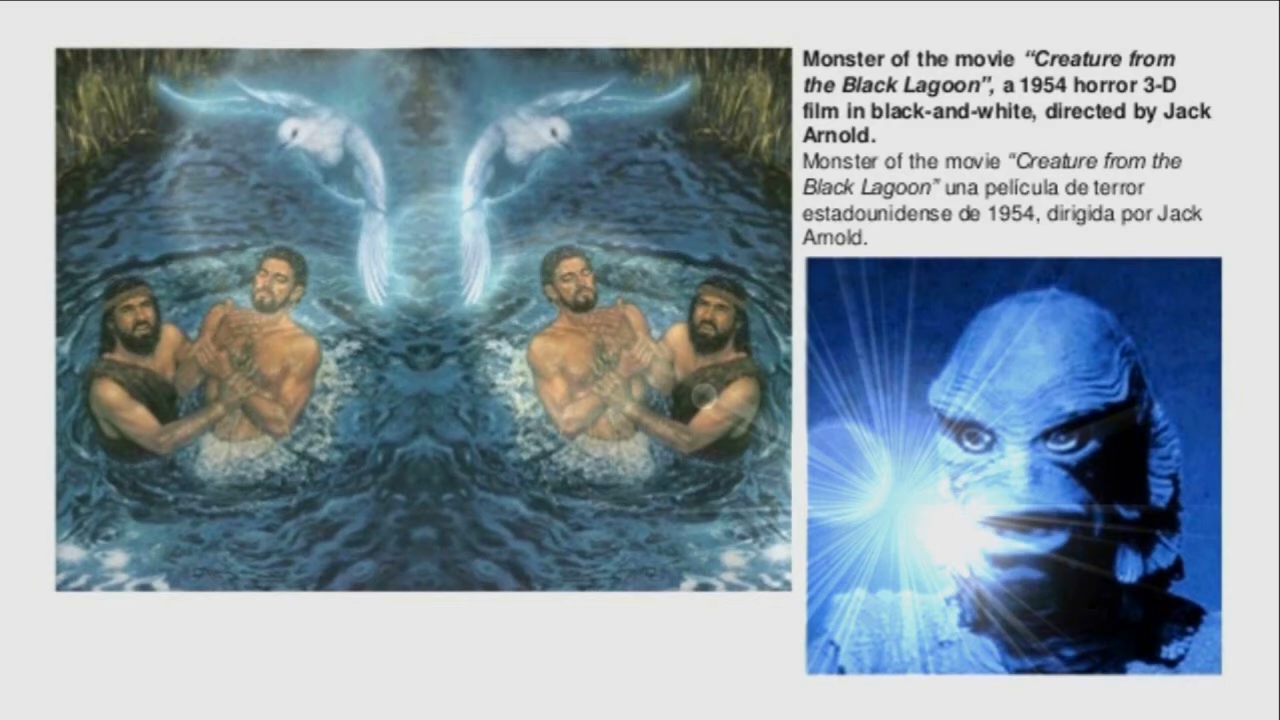 Monster of the movie “Creature from
the Black Lagoon”, a 1954 horror 3-D
film in black-and-white, directed by Jack
Arnold.
Monster of the movie “Creature from the
Black Lagoon” una película de terror
estadounidense de 1954, dirigida por Jack
Arnold.